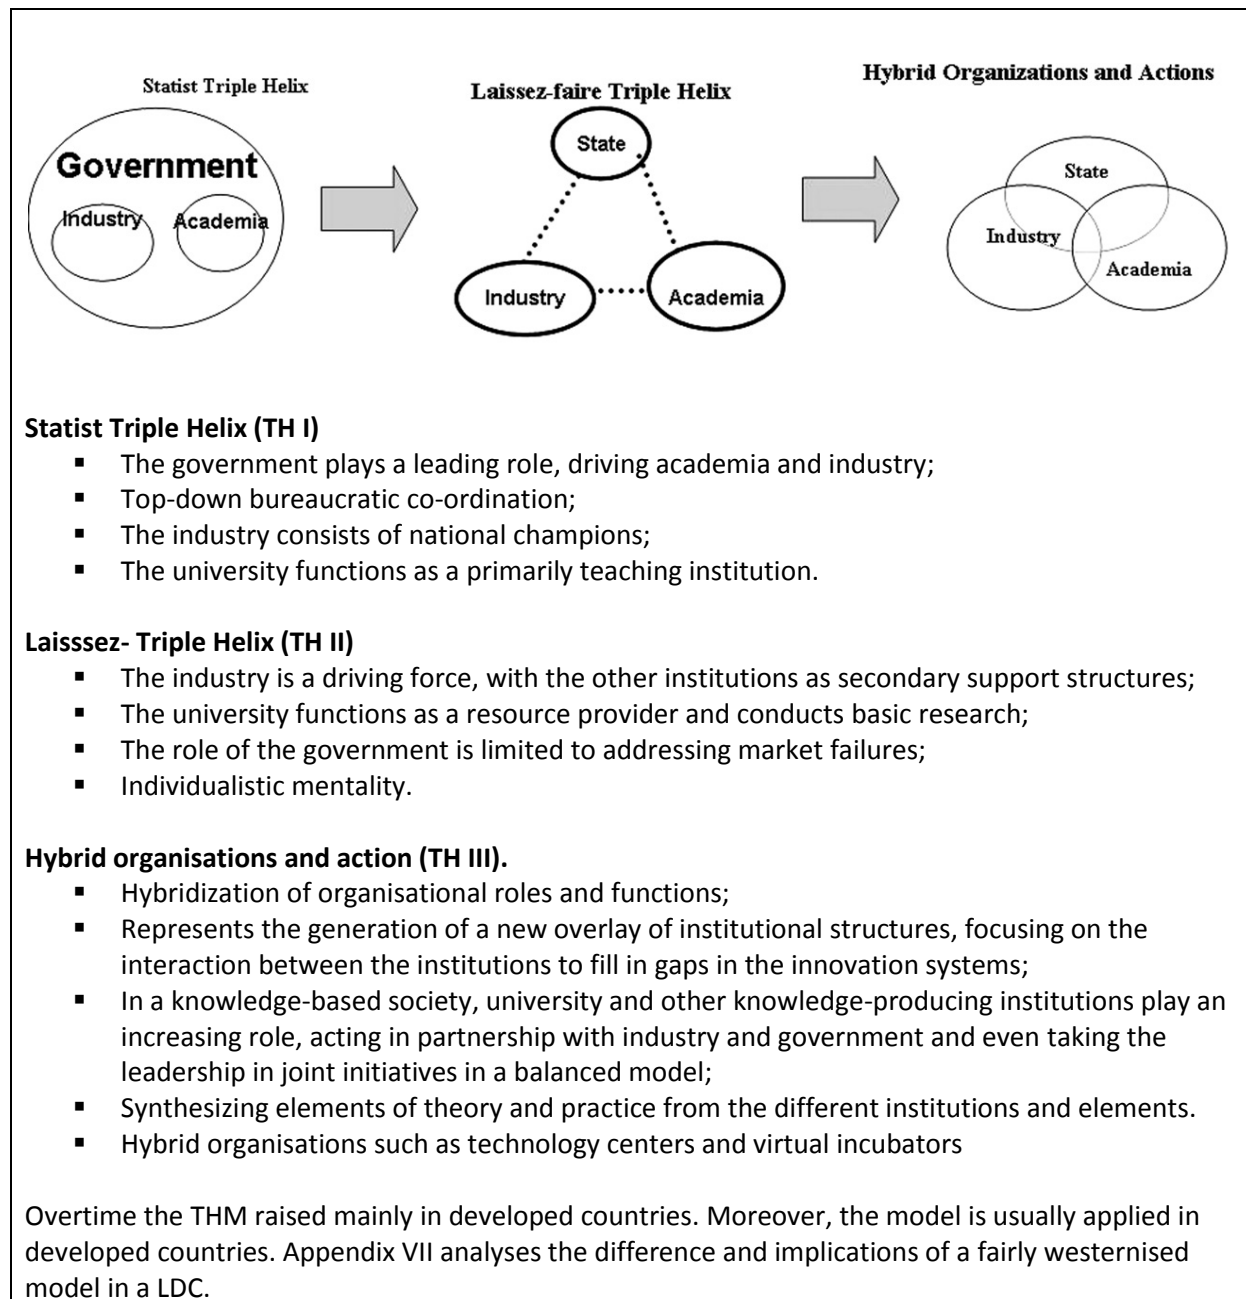 Statist Triple Helix
Government
Industry
Academia
Laissez-faire Triple Helix
State
Industry
Academia
Hybrid Organizations and Actions
State
Industry
Academia
Statist Triple Helix (TH I)
▪ The government plays a leading role, driving academia and industry;
▪ Top-down bureaucratic co-ordination;
▪ The industry consists of national champions;
▪ The university functions as a primarily teaching institution.
Laisssez- Triple Helix (TH II)
▪ The industry is a driving force, with the other institutions as secondary support structures;
▪ The university functions as a resource provider and conducts basic research;
▪ The role of the government is limited to addressing market failures;
▪ Individualistic mentality.
Hybrid organisations and action (TH III).
▪ Hybridization of organisational roles and functions;
▪ Represents the generation of a new overlay of institutional structures, focusing on the
interaction between the institutions to fill in gaps in the innovation systems;
▪ In a knowledge-based society, university and other knowledge-producing institutions play an
increasing role, acting in partnership with industry and government and even taking the
leadership in joint initiatives in a balanced model;
▪ Synthesizing elements of theory and practice from the different institutions and elements.
▪ Hybrid organisations such as technology centers and virtual incubators
Overtime the THM raised mainly in developed countries. Moreover, the model is usually applied in
developed countries. Appendix VII analyses the difference and implications of a fairly westernised
model in a LDC.